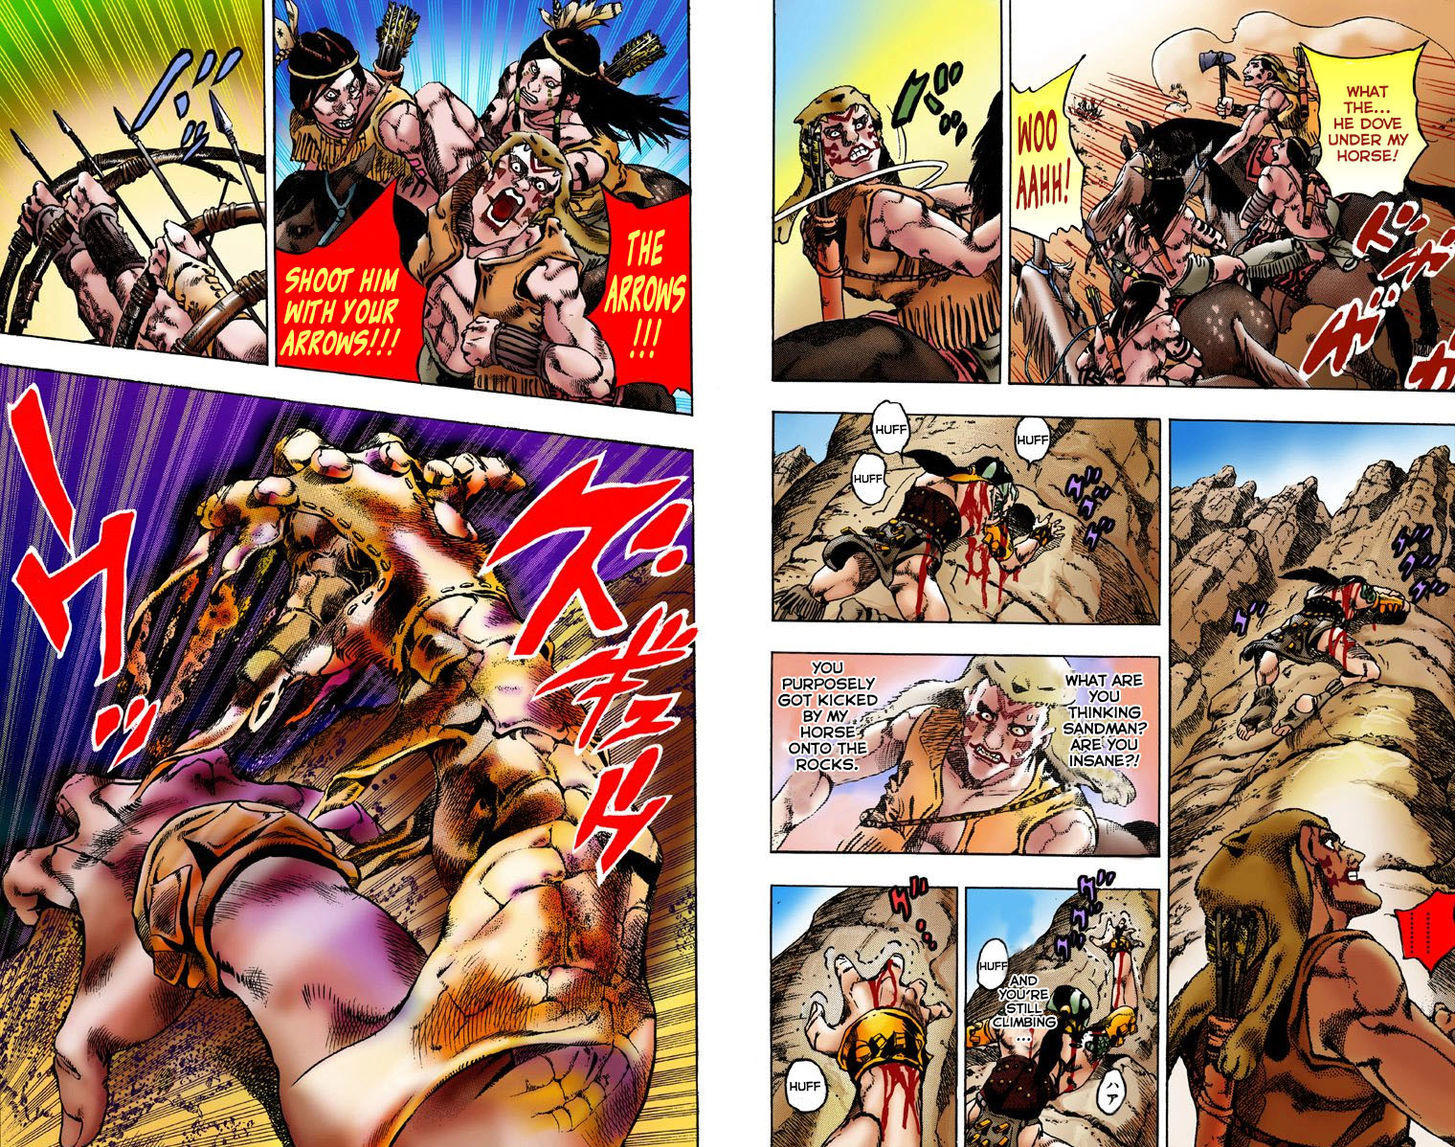 WHAT
THE...
HE DOVE
UNDER MY
HORSE!
WOO
AAHH!
HUFF
HUFF
HUFF
WHAT ARE
YOU
THINKING
SANDMAN?
ARE YOU
INSANE?!
YOU
PURPOSELY
GOT KICKED
BY MY
HORSE
ONTO THE
ROCKS.
HUFF
AND
YOU'RE
STILL
CLIMBING
...
ハァ
HUFF
THE
ARROWS
!!!
SHOOT HIM
WITH YOUR
ARROWS!!!